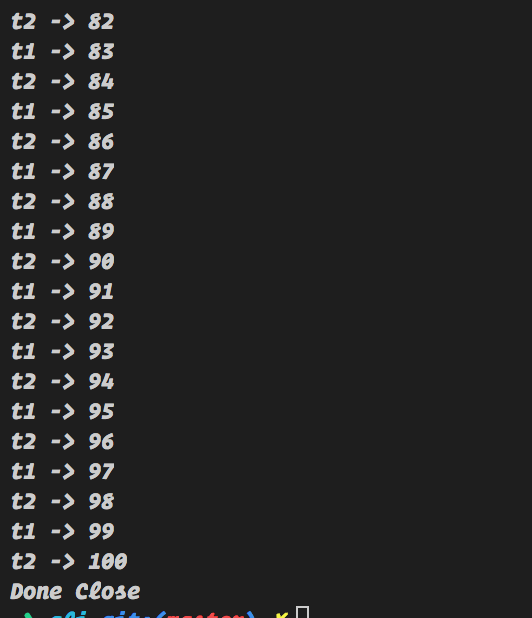 t2 -> 82
t1 -> 83
t2 -> 84
t1 -> 85
t2 -> 86
t1 -> 87
t2 -> 88
t1 -> 89
t2 -> 90
t1 -> 91
t2 -> 92
t1 -> 93
t2 -> 94
t1 -> 95
t2 -> 96
t1 -> 97
t2 -> 98
t1 -> 99
t2 -> 100
Done Close